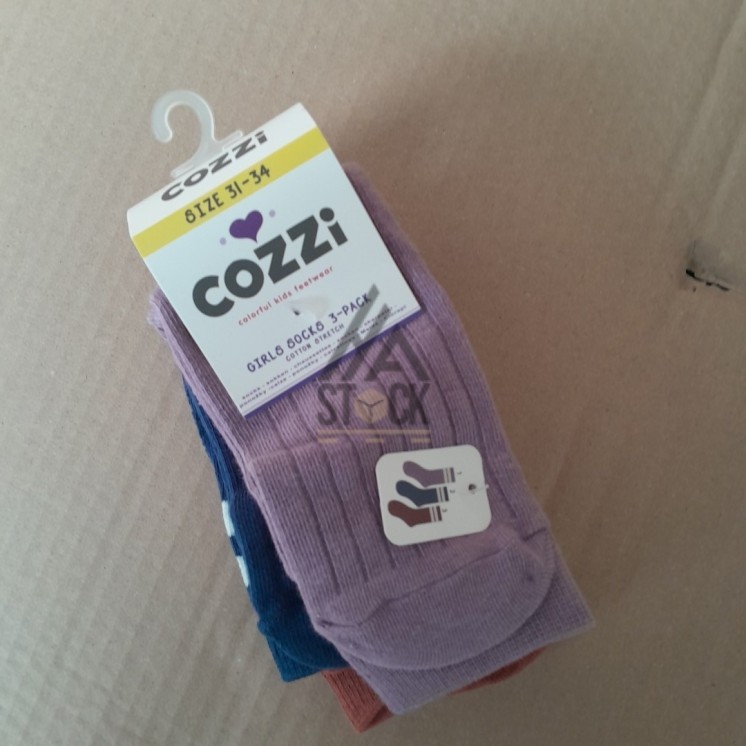 COZZi
SIZE 31-34
COZZi
colorful kids footwear
GIRLS SOCKS 3-PACK
COTTON STRETCH
STOCK